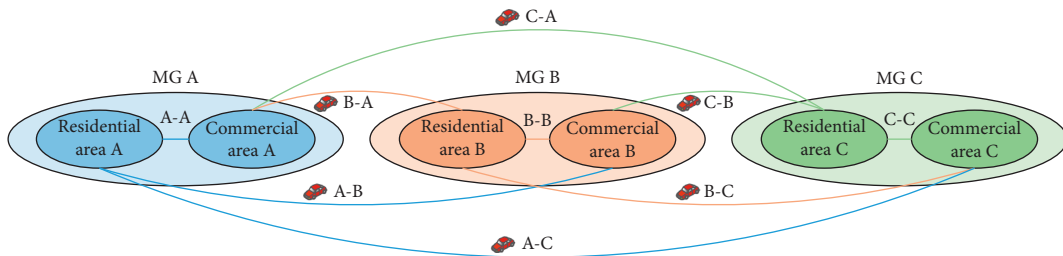 C-A
MG A
MG B
MG C
B-A
C-B
Residential
area A
A-A
Commercial
area A
Residential
area B
B-B
Commercial
area B
Residential
area C
C-C
Commercial
area C
A-B
B-C
A-C